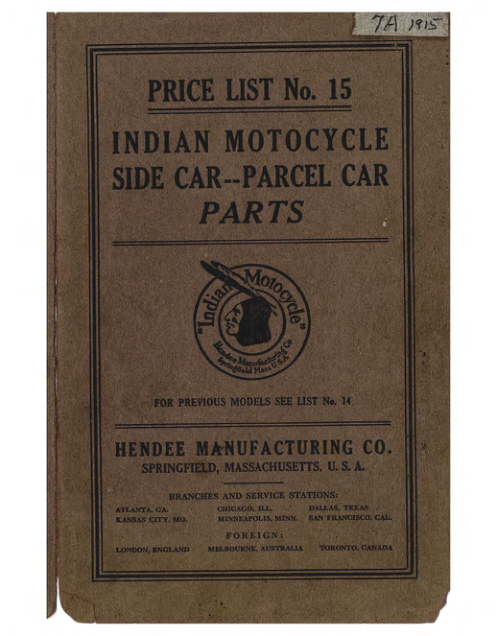 7A 1915
PRICE LIST No. 15
INDIAN MOTOCYCLE
SIDE CAR--PARCEL CAR
PARTS
"Indian Motocycle"
Hendee Manufacturing Co
Springfield Mass U.S.A.
FOR PREVIOUS MODELS SEE LIST No. 14
HENDEE MANUFACTURING CO.
SPRINGFIELD, MASSACHUSETTS, U. S. A.
BRANCHES AND SERVICE STATIONS:
ATLANTA, GA. CHICAGO, ILL. DALLAS, TEXAS
KANSAS CITY, MO. MINNEAPOLIS, MINN. SAN FRANCISCO, CAL.
FOREIGN:
LONDON, ENGLAND MELBOURNE, AUSTRALIA TORONTO, CANADA